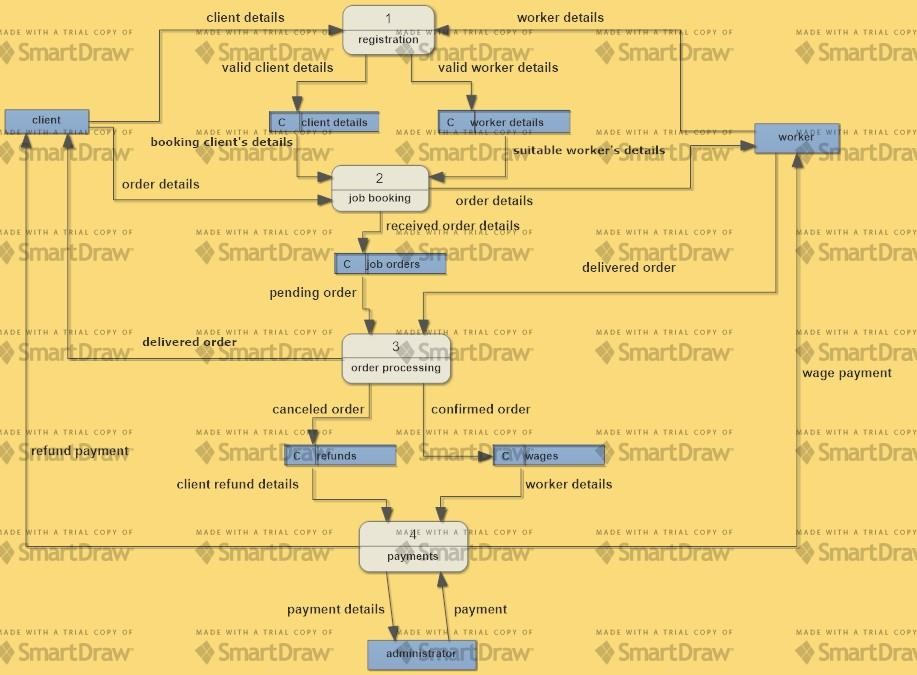 client details
1
worker details
registration
valid client details
valid worker details
client
C client details
C worker details
worker
booking client's details
suitable worker's details
order details
2
job booking
order details
received order details
C job orders
delivered order
pending order
delivered order
3
order processing
wage payment
canceled order
confirmed order
refund payment
C refunds
C wages
client refund details
worker details
4
payments
payment details
payment
administrator
MADE WITH A TRIAL COPY OF
SmartDraw